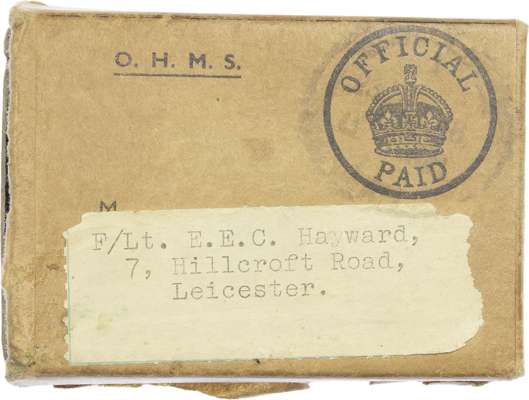 O. H. M. S.
OFFICIAL
PAID
M
F/Lt. E.E.C. Hayward,
7, Hillcroft Road,
Leicester.